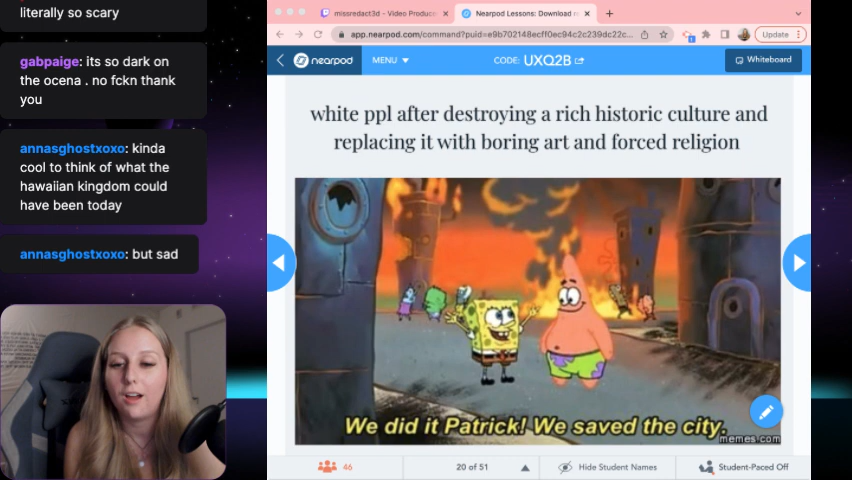 literally so scary
gabpaige: its so dark on
the ocena . no fckn thank
you
annasghostxoxo: kinda
cool to think of what the
hawaiian kingdom could
have been today
annasghostxoxo: but sad
missredact3d - Video Produce
Nearpod Lessons: Download
app.nearpod.com/command?puid=e9b702148ecff0ec94c2c239dc22c...
Update
nearpod
MENU
CODE: UXQ2B
Whiteboard
white ppl after destroying a rich historic culture and
replacing it with boring art and forced religion
We did it Patrick! We saved the city.
memes.com
46
20 of 51
Hide Student Names
Student-Paced Off